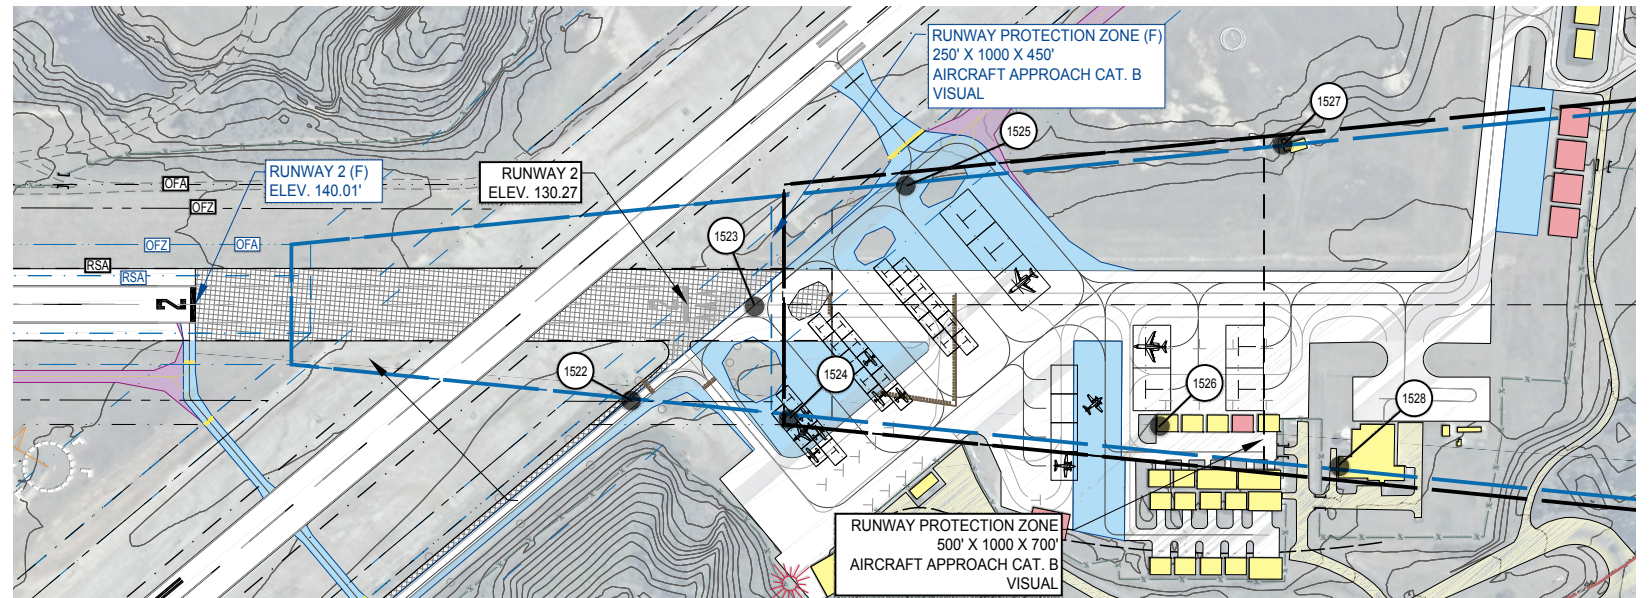 RUNWAY PROTECTION ZONE (F)
250' X 1000 X 450'
AIRCRAFT APPROACH CAT. B
VISUAL
1527
1525
RUNWAY 2 (F)
ELEV. 140.01'
RUNWAY 2
ELEV. 130.27
OFA
OFZ
OFZ
OFA
RSA
RSA
1523
2
1522
1524
1526
1528
RUNWAY PROTECTION ZONE
500' X 1000 X 700'
AIRCRAFT APPROACH CAT. B
VISUAL